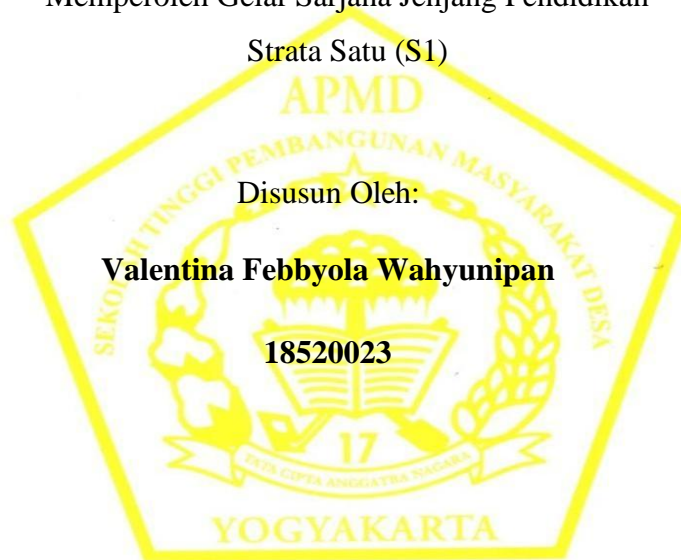 Memperoleh Gelar Sarjana Jenjang Pendidikan
Strata Satu (S1)
APMD
SEKOLAH TINGGI PEMBANGUNAN MASYARAKAT DESA
Disusun Oleh:
Valentina Febbyola Wahyunipan
18520023
17
TATA CIPTA ANGGATRA NAGARA
YOGYAKARTA